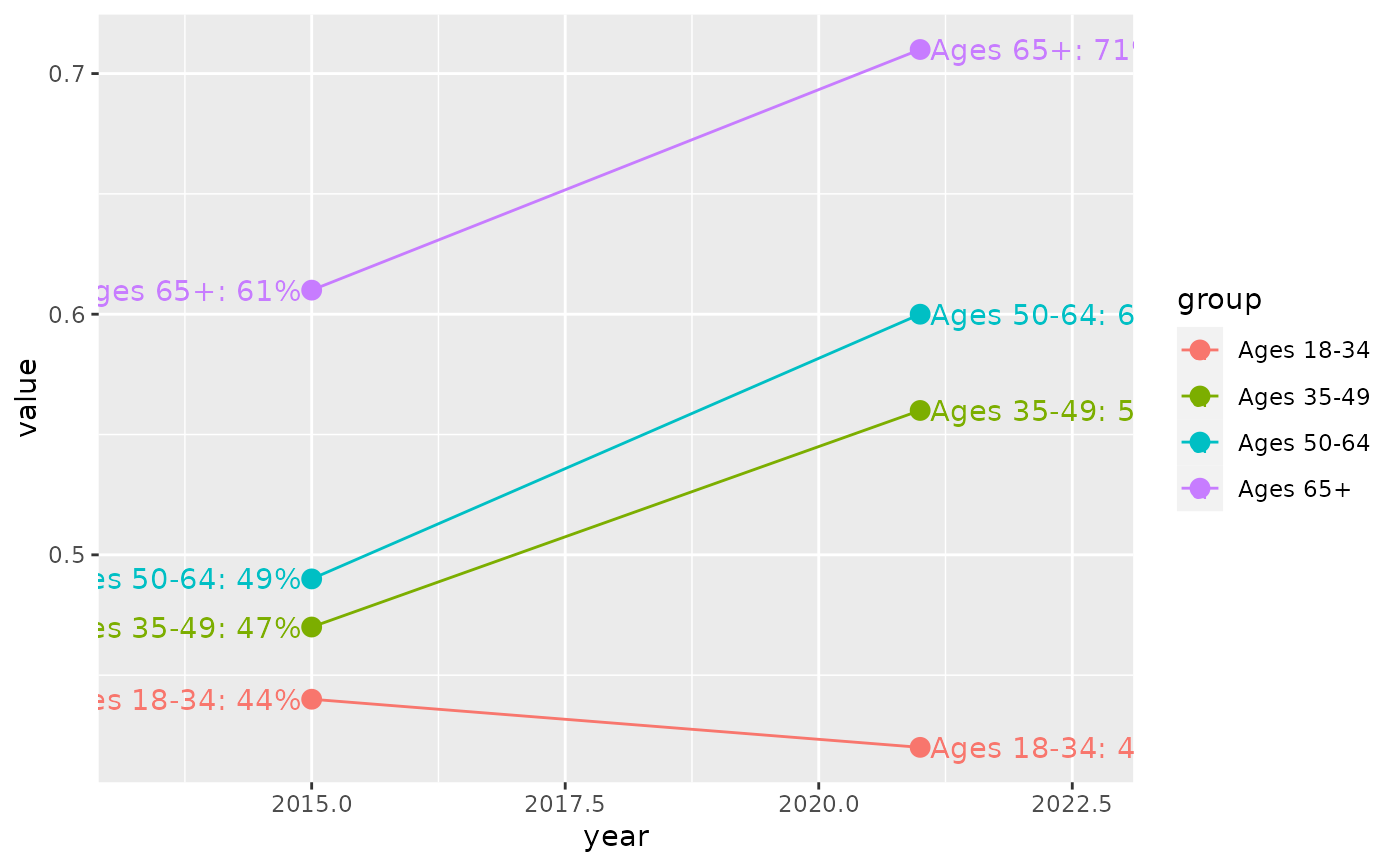 0.7
0.6
0.5
value
Ages 65+: 71
ges 65+: 61%
Ages 50-64: 6
Ages 35-49: 5
es 50-64: 49%
es 35-49: 47%
es 18-34: 44%
Ages 18-34: 4
2015.0 2017.5 2020.0 2022.5
year
group
Ages 18-34
Ages 35-49
Ages 50-64
Ages 65+